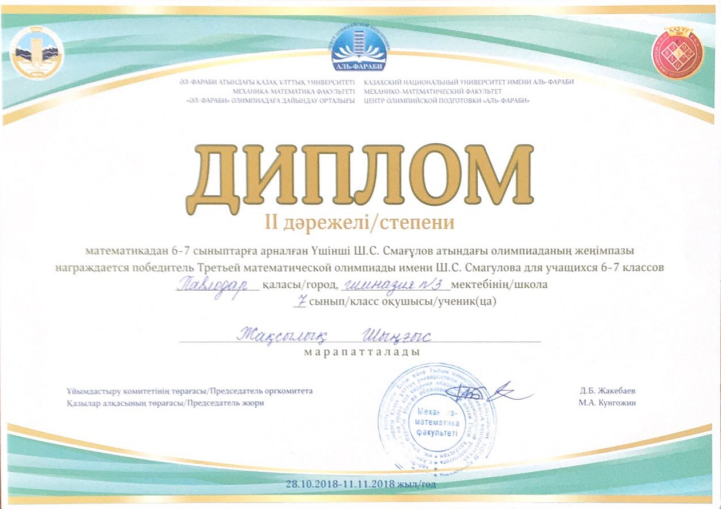 АЛЬ-ФАРАБИ
ӘЛ-ФАРАБИ АТЫНДАҒЫ ҚАЗАҚ ҰЛТТЫҚ УНИВЕРСИТЕТІ
МЕХАНИКА-МАТЕМАТИКА ФАКУЛЬТЕТІ
«ӘЛ-ФАРАБИ» ОЛИМПИАДАҒА ДАЙЫНДАУ ОРТАЛЫҒЫ
КАЗАХСКИЙ НАЦИОНАЛЬНЫЙ УНИВЕРСИТЕТ ИМЕНИ АЛЬ-ФАРАБИ
МЕХАНИКО-МАТЕМАТИЧЕСКИЙ ФАКУЛЬТЕТ
ЦЕНТР ОЛИМПИЙСКОЙ ПОДГОТОВКИ «АЛЬ-ФАРАБИ»
ДИПЛОМ
II дәрежелі/степени
математикадан 6-7 сыныптарға арналған Үшінші Ш.С. Смағұлов атындағы олимпиаданың жеңімпазы
награждается победитель Третьей математической олимпиады имени Ш.С. Смагулова для учащихся 6-7 классов
Павлодар қаласы/город, гимназия №3 мектебінің/школа
7 сынып/класс оқушысы/ученик(ца)
Жақсылық Шыңғыс
марапатталады
Ұйымдастыру комитетінің төрағасы/Председатель оргкомитета
Қазылар алқасының төрағасы/Председатель жюри
Д.Б. Жакебаев
М.А. Кунгожин
математика
факультеті
28.10.2018-11.11.2018 жыл/год